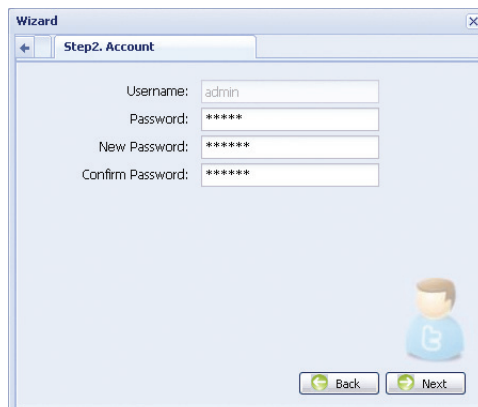 Wizard
Step2. Account
Username: admin
Password: *****
New Password: ******
Confirm Password: ******
Back Next